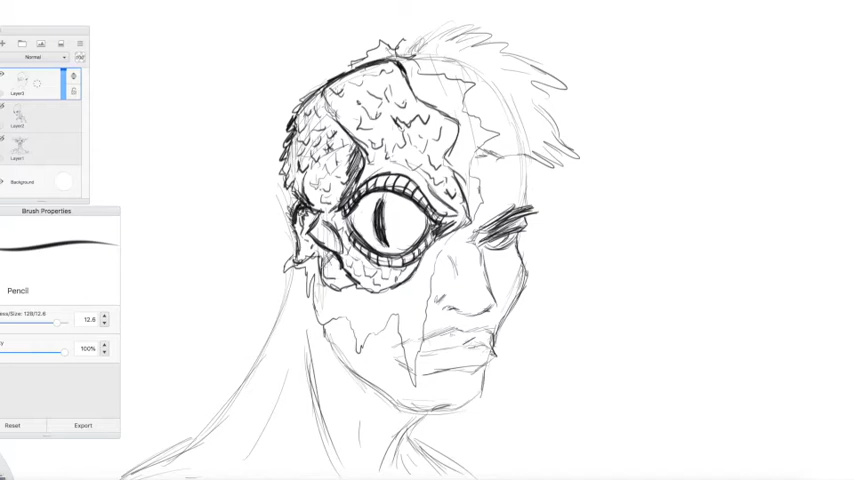 Normal
Layer3
Layer2
Layer1
Background
Brush Properties
Pencil
12.6
100%
Reset
Export